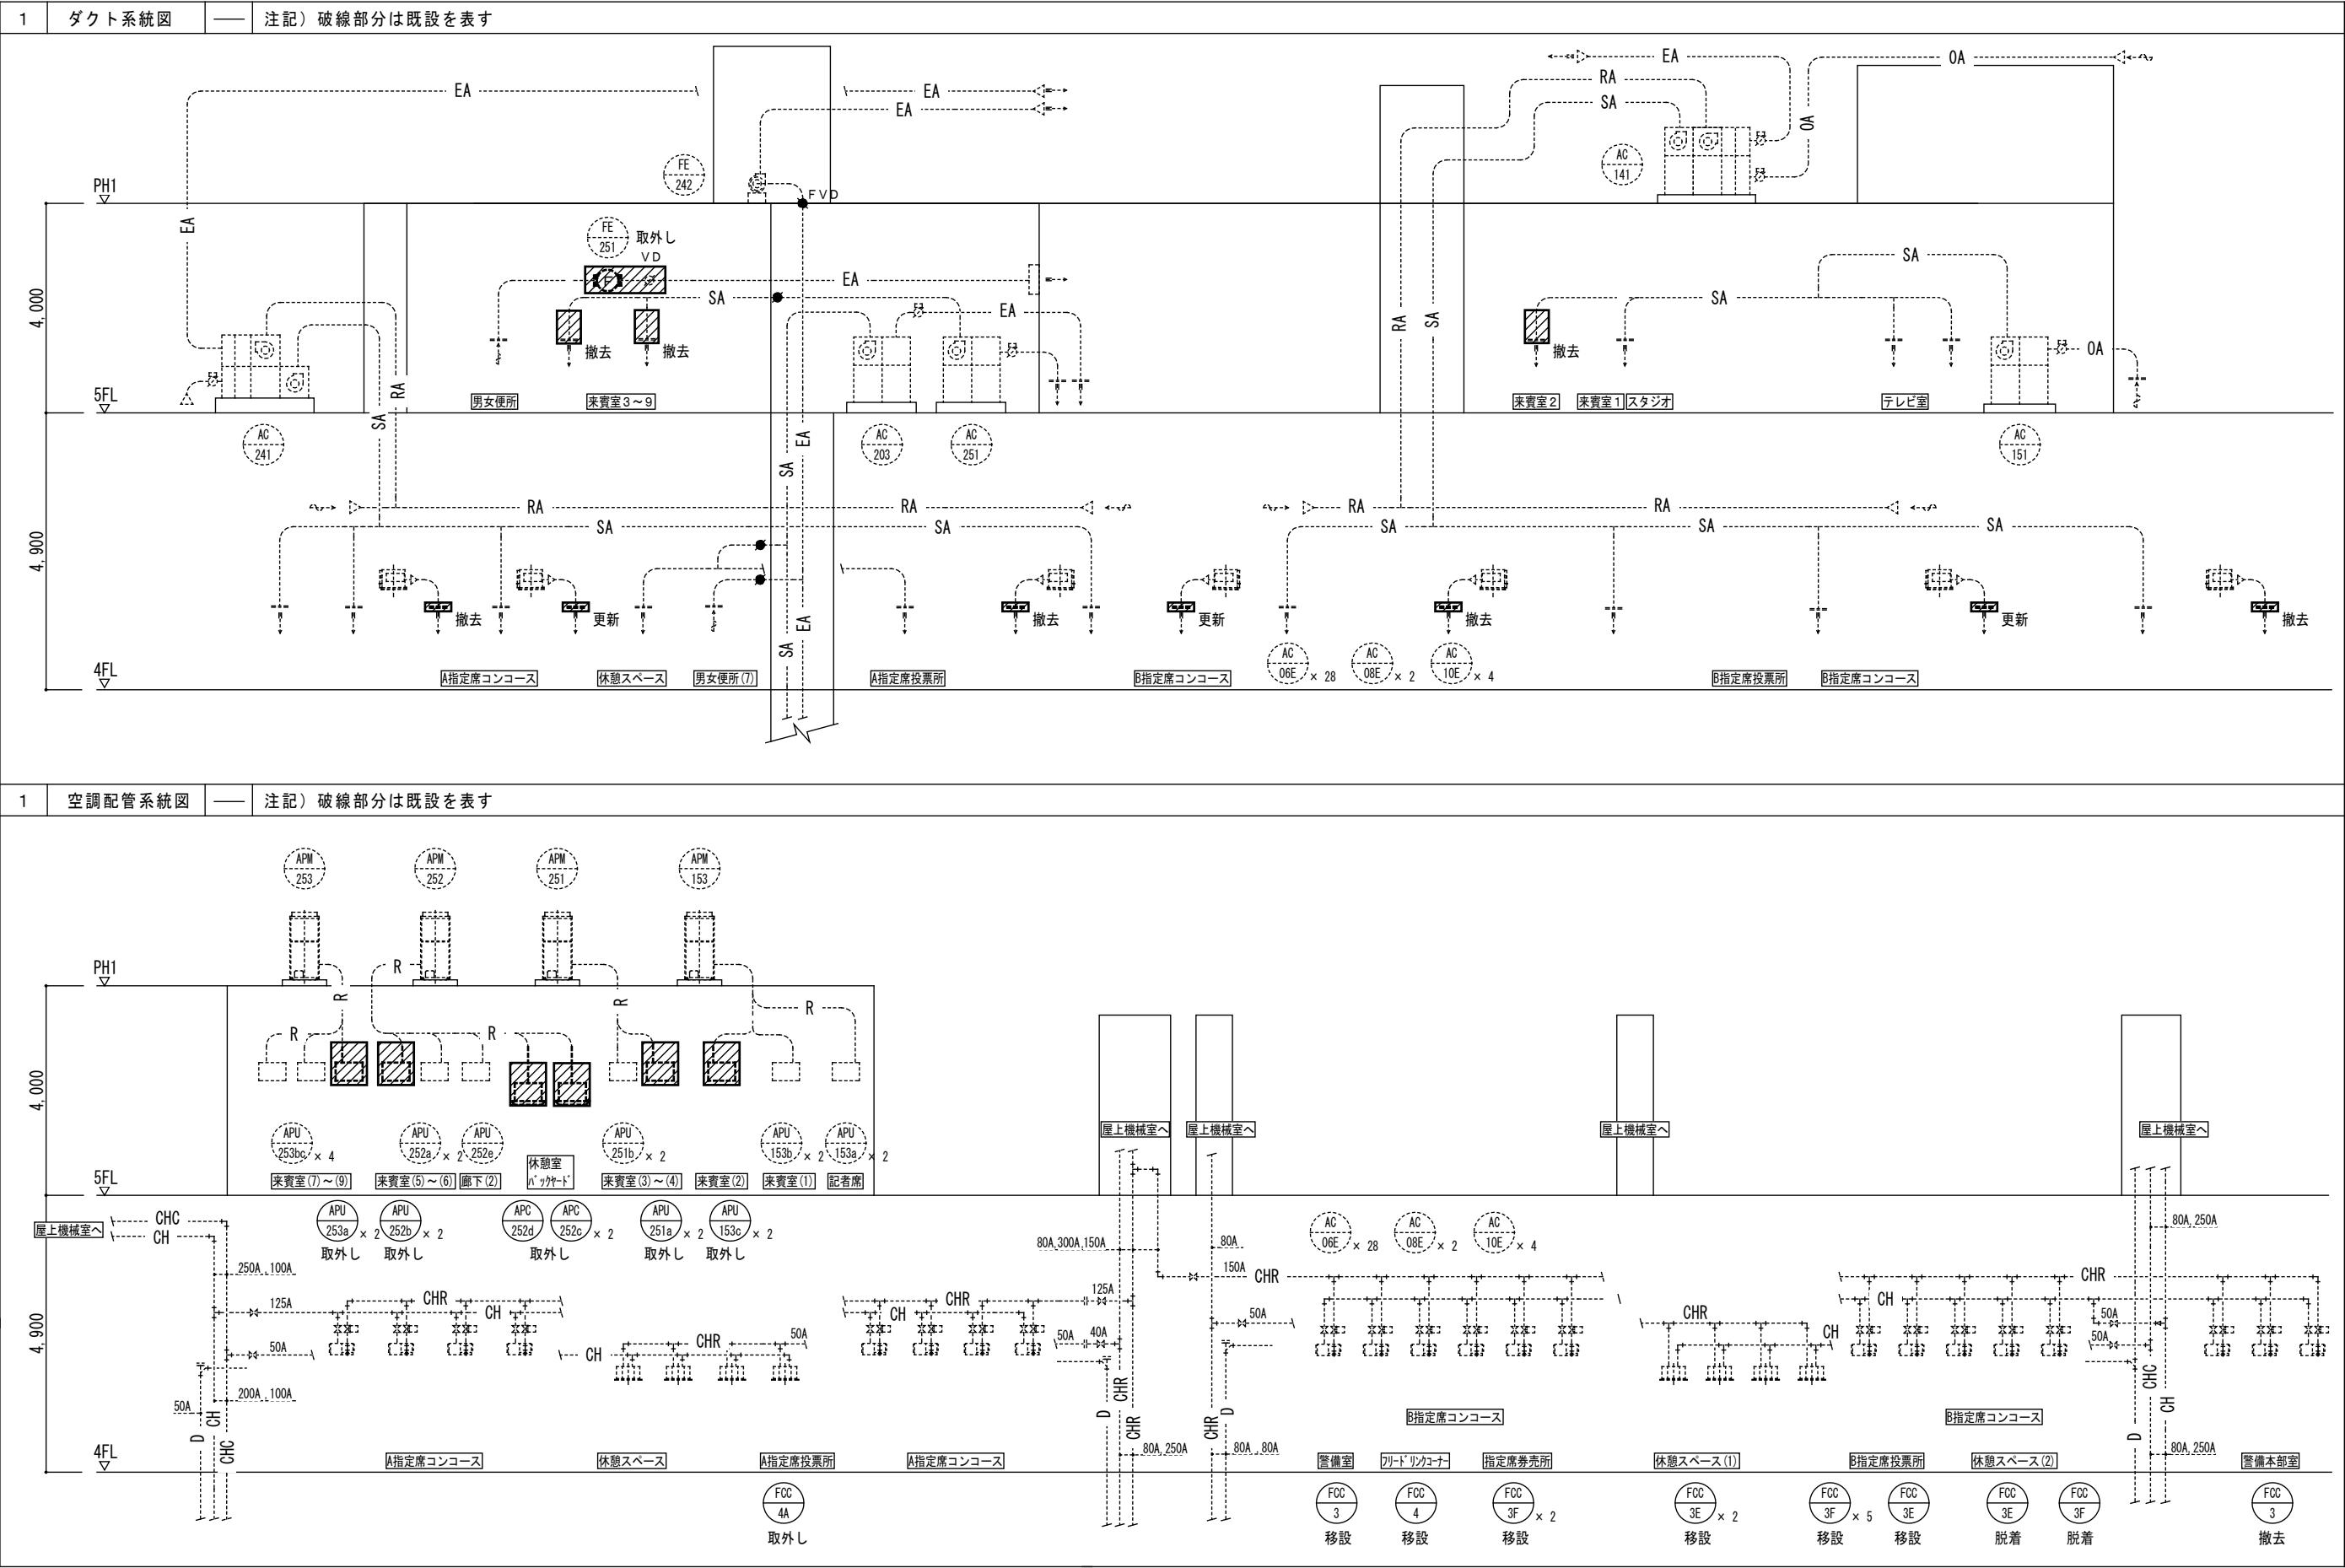 1 ダクト系統図 —— 注記）破線部分は既設を表す
EA EA EA
EA RA SA OA OA
FE 242
FVD
AC 141
PH1
EA
FE 251 取外し
VD
EA SA EA
SA SA
RA SA
4,000
撤去 撤去 撤去
OA
RA SA
5FL
男女便所 来賓室3～9 来賓室2 来賓室1 スタジオ テレビ室
AC 241
AC 203
AC 251
AC 151
SA EA
RA RA RA RA
SA SA SA SA SA
4,900
撤去 更新 撤去 更新 撤去 更新 撤去
SA EA
AC 06E × 28
AC 08E × 2
AC 10E × 4
4FL
A指定席コンコース 休憩スペース 男女便所(7) A指定席投票所 B指定席コンコース B指定席投票所 B指定席コンコース
1 空調配管系統図 —— 注記）破線部分は既設を表す
APM 253
APM 252
APM 251
APM 153
PH1
R R R R
R R
4,000
屋上機械室へ 屋上機械室へ 屋上機械室へ 屋上機械室へ
APU 253bc × 4
APU 252a × 2
APU 252e
APU 251b × 2
APU 153b × 2
APU 153a × 2
休憩室
ﾊﾞｯｸﾔｰﾄﾞ
来賓室(7)～(9) 来賓室(5)～(6) 廊下(2) 来賓室(3)～(4) 来賓室(2) 来賓室(1) 記者席
5FL
屋上機械室へ
CHC
CH
APU 253a × 2 取外し
APU 252b × 2 取外し
APC 252d
APC 252c × 2
取外し
APU 251a × 2 取外し
APU 153c × 2 取外し
AC 06E × 28
AC 08E × 2
AC 10E × 4
80A,300A,150A 80A 80A,250A
250A,100A 150A CHR CHR
125A CHR CH CH CHR 125A CH
4,900
50A CH CHR 50A 50A 40A 50A CHR CH 50A 50A
200A,100A
50A
D CH CHC D CHR CHR CHR D D CHC CH
B指定席コンコース B指定席コンコース
80A,250A 80A,80A 80A,250A
4FL
A指定席コンコース 休憩スペース A指定席投票所 A指定席コンコース 警備室 ﾌﾘｰﾄﾞﾘﾝｸｺｰﾅｰ 指定席券売所 休憩スペース(1) B指定席投票所 休憩スペース(2) 警備本部室
FCC 4A 取外し
FCC 3 移設
FCC 4 移設
FCC 3F × 2 移設
FCC 3E × 2 移設
FCC 3F × 5 移設
FCC 3E 移設
FCC 3E 脱着
FCC 3F 脱着
FCC 3 撤去